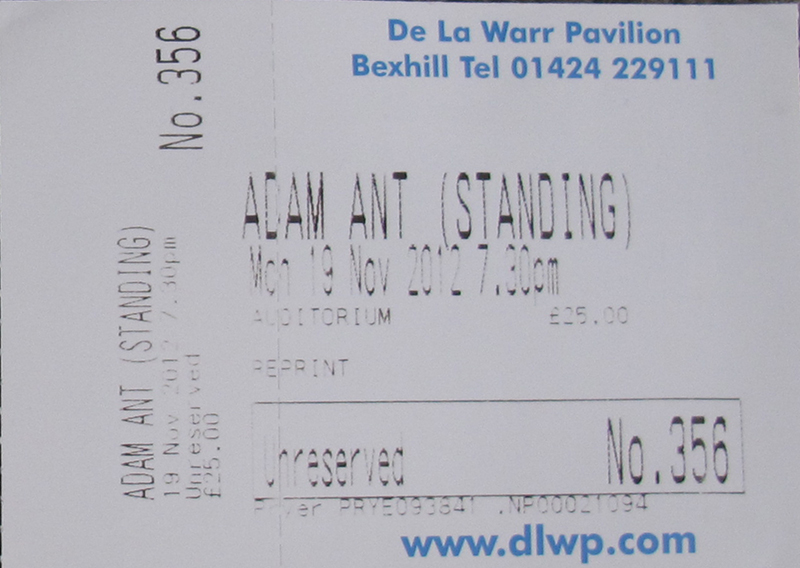 De La Warr Pavilion
Bexhill Tel 01424 229111
No.356
ADAM ANT (STANDING)
19 Nov 2012 7.30pm
Unreserved
£25.00
ADAM ANT (STANDING)
Mon 19 Nov 2012 7.30pm
AUDITORIUM £25.00
REPRINT
Unreserved No.356
PRYE093841 .NP00021094
www.dlwp.com